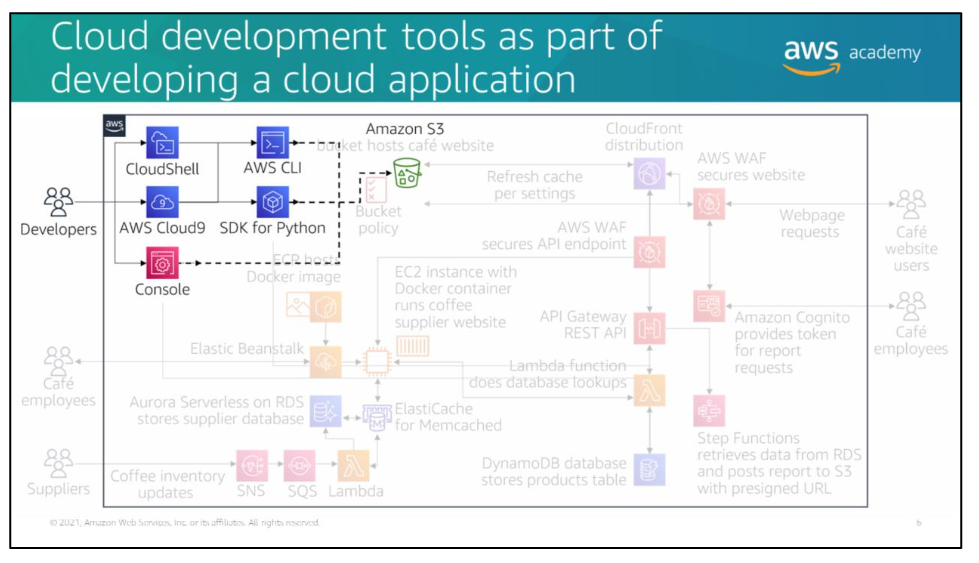 Cloud development tools as part of
developing a cloud application
aws academy
aws
Amazon S3
bucket hosts café website
CloudShell
AWS CLI
Developers
AWS Cloud9
9
SDK for Python
Console
Bucket
policy
Refresh cache
per settings
CloudFront
distribution
AWS WAF
secures website
Webpage
requests
Café
website
users
AWS WAF
secures API endpoint
ECR hosts
Docker image
EC2 instance with
Docker container
runs coffee
supplier website
API Gateway
REST API
Amazon Cognito
provides token
for report
requests
Café
employees
Elastic Beanstalk
Café
employees
Lambda function
does database lookups
Aurora Serverless on RDS
stores supplier database
ElastiCache
for Memcached
Step Functions
retrieves data from RDS
and posts report to S3
with presigned URL
DynamoDB database
stores products table
Suppliers
Coffee inventory
updates
SNS
SQS
Lambda
© 2021, Amazon Web Services, Inc. or its affiliates. All rights reserved.
6